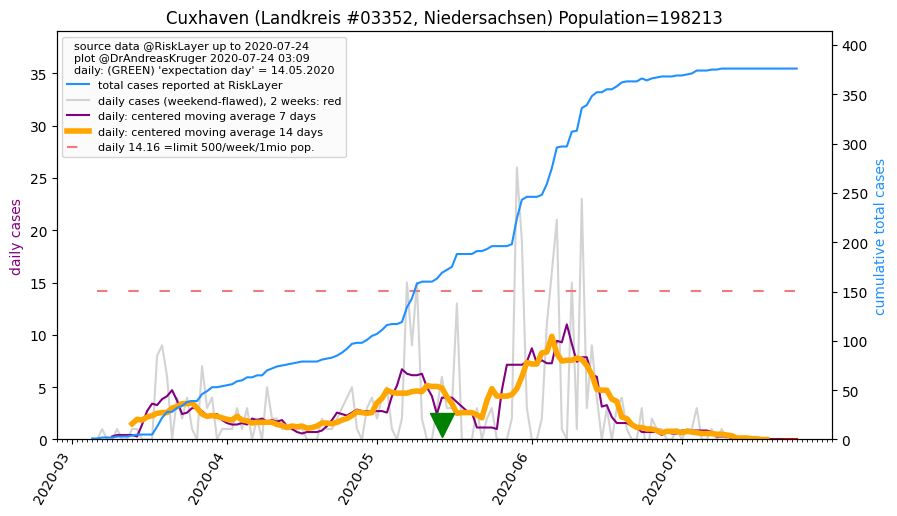 Cuxhaven (Landkreis #03352, Niedersachsen) Population=198213
source data @RiskLayer up to 2020-07-24
plot @DrAndreasKruger 2020-07-24 03:09
daily: (GREEN) 'expectation day' = 14.05.2020
total cases reported at RiskLayer
daily cases (weekend-flawed), 2 weeks: red
daily: centered moving average 7 days
daily: centered moving average 14 days
daily 14.16 =limit 500/week/1mio pop.
daily cases
35
30
25
20
15
10
5
0
cumulative total cases
400
350
300
250
200
150
100
50
0
2020-03
2020-04
2020-05
2020-06
2020-07